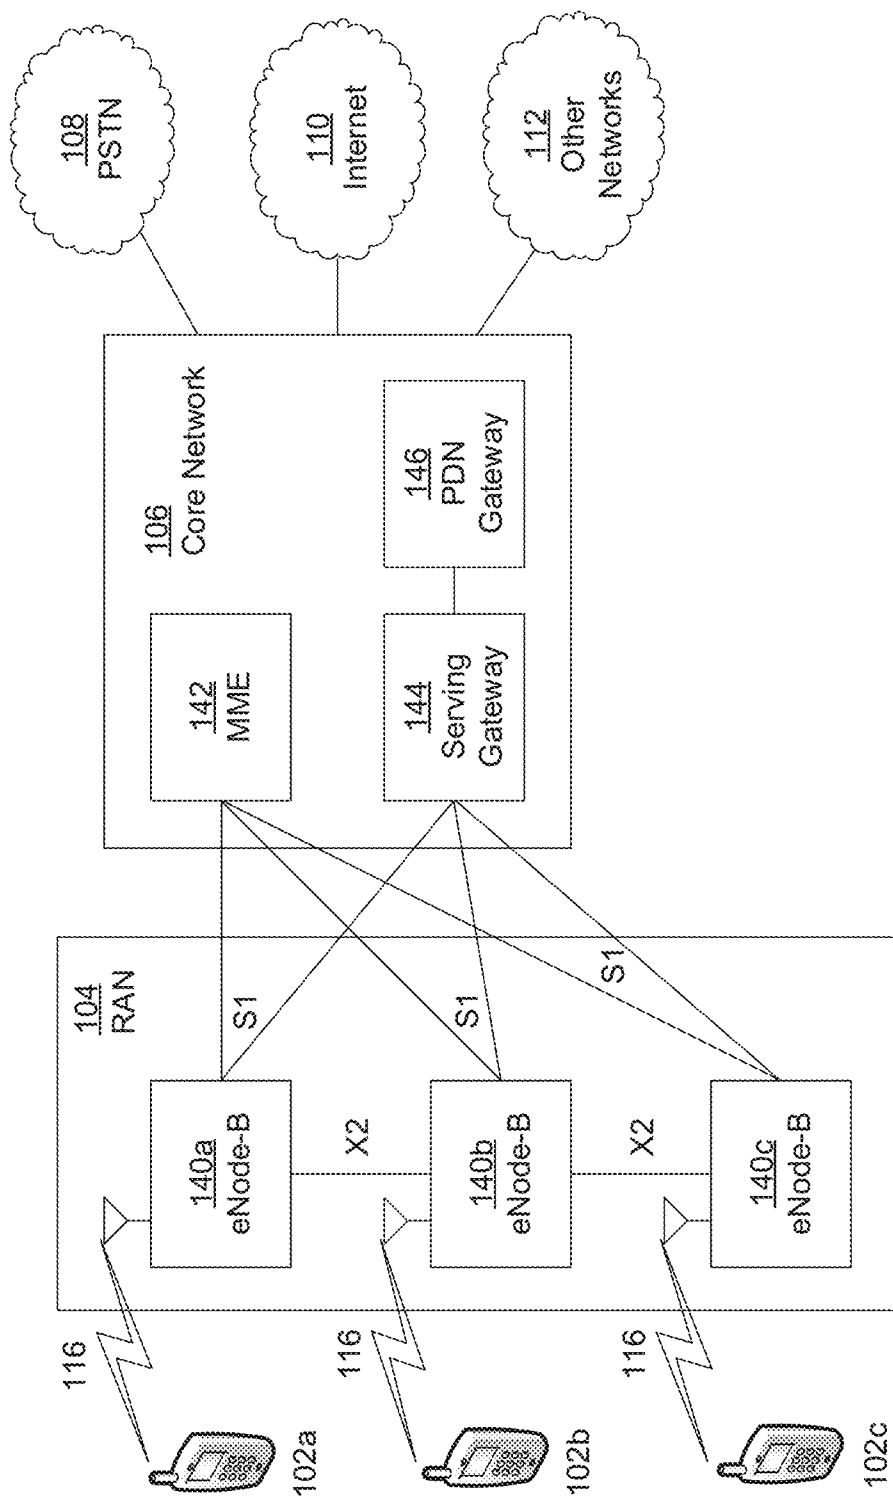 102a
116
104
RAN
140a
eNode-B
S1
X2
102b
116
140b
eNode-B
S1
X2
102c
116
140c
eNode-B
S1
106
Core Network
142
MME
144
Serving
Gateway
146
PDN
Gateway
108
PSTN
110
Internet
112
Other
Networks